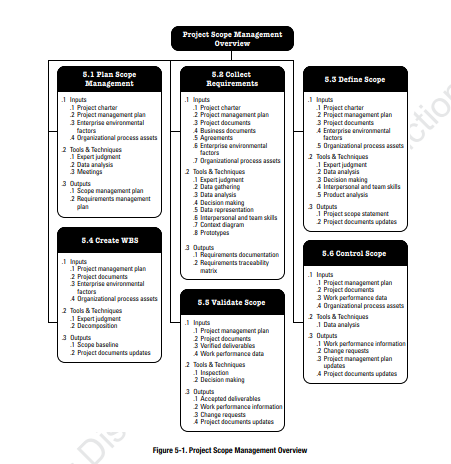 Project Scope Management
Overview
5.1 Plan Scope
Management
.1 Inputs
.1 Project charter
.2 Project management plan
.3 Enterprise environmental
factors
.4 Organizational process assets
.2 Tools & Techniques
.1 Expert judgment
.2 Data analysis
.3 Meetings
.3 Outputs
.1 Scope management plan
.2 Requirements management
plan
5.2 Collect
Requirements
.1 Inputs
.1 Project charter
.2 Project management plan
.3 Project documents
.4 Business documents
.5 Agreements
.6 Enterprise environmental
factors
.7 Organizational process assets
.2 Tools & Techniques
.1 Expert judgment
.2 Data gathering
.3 Data analysis
.4 Decision making
.5 Data representation
.6 Interpersonal and team skills
.7 Context diagram
.8 Prototypes
.3 Outputs
.1 Requirements documentation
.2 Requirements traceability
matrix
5.3 Define Scope
.1 Inputs
.1 Project charter
.2 Project management plan
.3 Project documents
.4 Enterprise environmental
factors
.5 Organizational process assets
.2 Tools & Techniques
.1 Expert judgment
.2 Data analysis
.3 Decision making
.4 Interpersonal and team skills
.5 Product analysis
.3 Outputs
.1 Project scope statement
.2 Project documents updates
5.4 Create WBS
.1 Inputs
.1 Project management plan
.2 Project documents
.3 Enterprise environmental
factors
.4 Organizational process assets
.2 Tools & Techniques
.1 Expert judgment
.2 Decomposition
.3 Outputs
.1 Scope baseline
.2 Project documents updates
5.5 Validate Scope
.1 Inputs
.1 Project management plan
.2 Project documents
.3 Verified deliverables
.4 Work performance data
.2 Tools & Techniques
.1 Inspection
.2 Decision making
.3 Outputs
.1 Accepted deliverables
.2 Work performance information
.3 Change requests
.4 Project documents updates
5.6 Control Scope
.1 Inputs
.1 Project management plan
.2 Project documents
.3 Work performance data
.4 Organizational process assets
.2 Tools & Techniques
.1 Data analysis
.3 Outputs
.1 Work performance information
.2 Change requests
.3 Project management plan
updates
.4 Project documents updates
Figure 5-1. Project Scope Management Overview